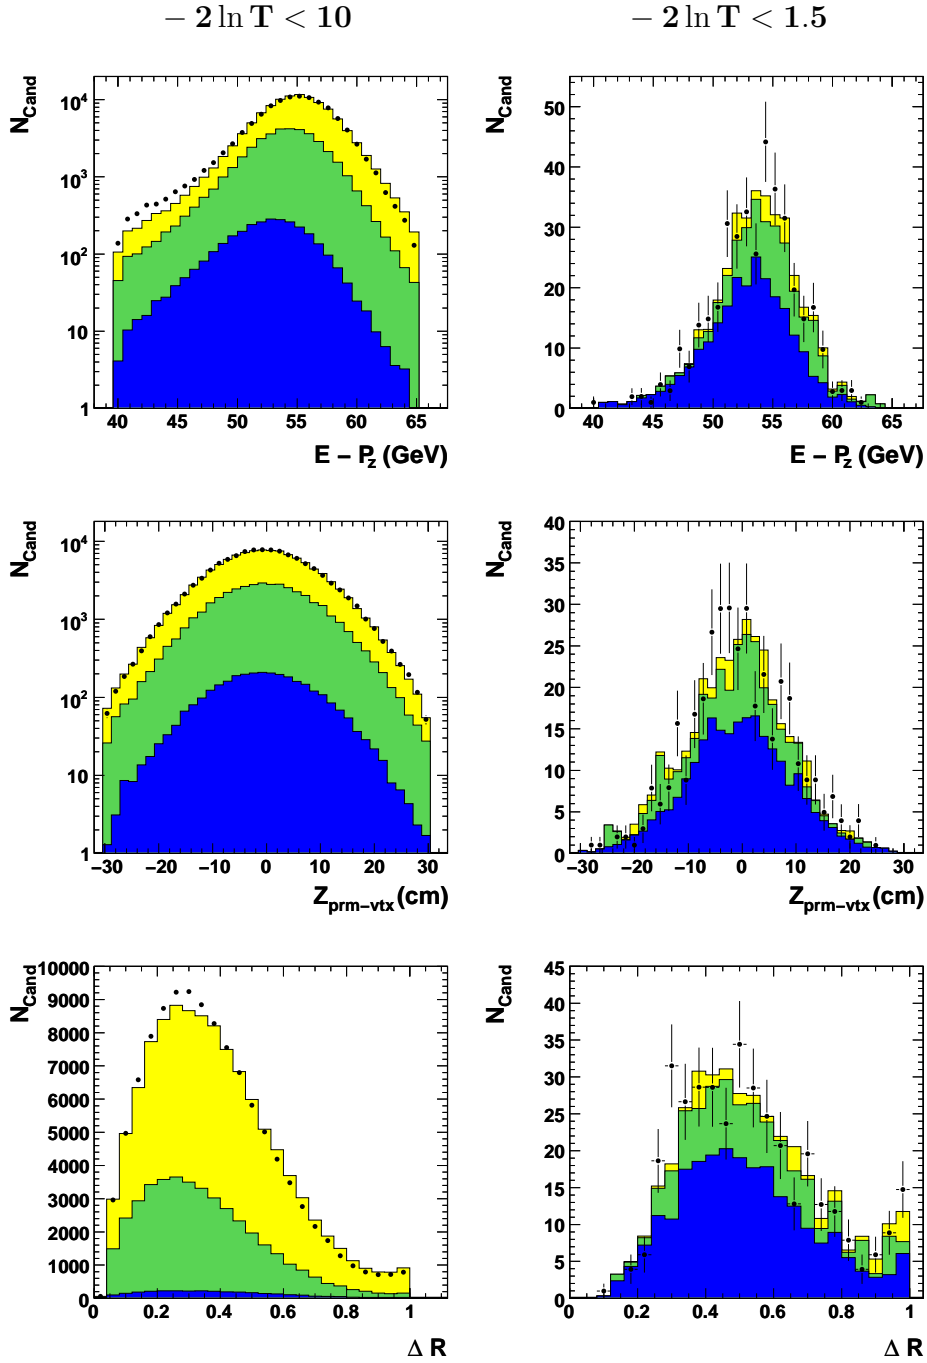 − 2 ln T < 10
− 2 ln T < 1.5
N_Cand
10^4
10^3
10^2
10
1
40 45 50 55 60 65
E − P_z (GeV)
N_Cand
50
40
30
20
10
0
40 45 50 55 60 65
E − P_z (GeV)
N_Cand
10^4
10^3
10^2
10
1
−30 −20 −10 0 10 20 30
Z_prm−vtx (cm)
N_Cand
40
35
30
25
20
15
10
5
0
−30 −20 −10 0 10 20 30
Z_prm−vtx (cm)
N_Cand
10000
9000
8000
7000
6000
5000
4000
3000
2000
1000
0
0 0.2 0.4 0.6 0.8 1
Δ R
N_Cand
45
40
35
30
25
20
15
10
5
0
0 0.2 0.4 0.6 0.8 1
Δ R